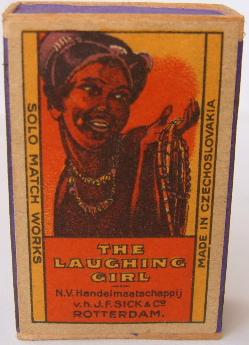 SOLO MATCH WORKS
MADE IN CZECHOSLOVAKIA
THE
LAUGHING
GIRL
N.V. Handelmaatschappij
v.h. J.F. SICK & Co
ROTTERDAM.